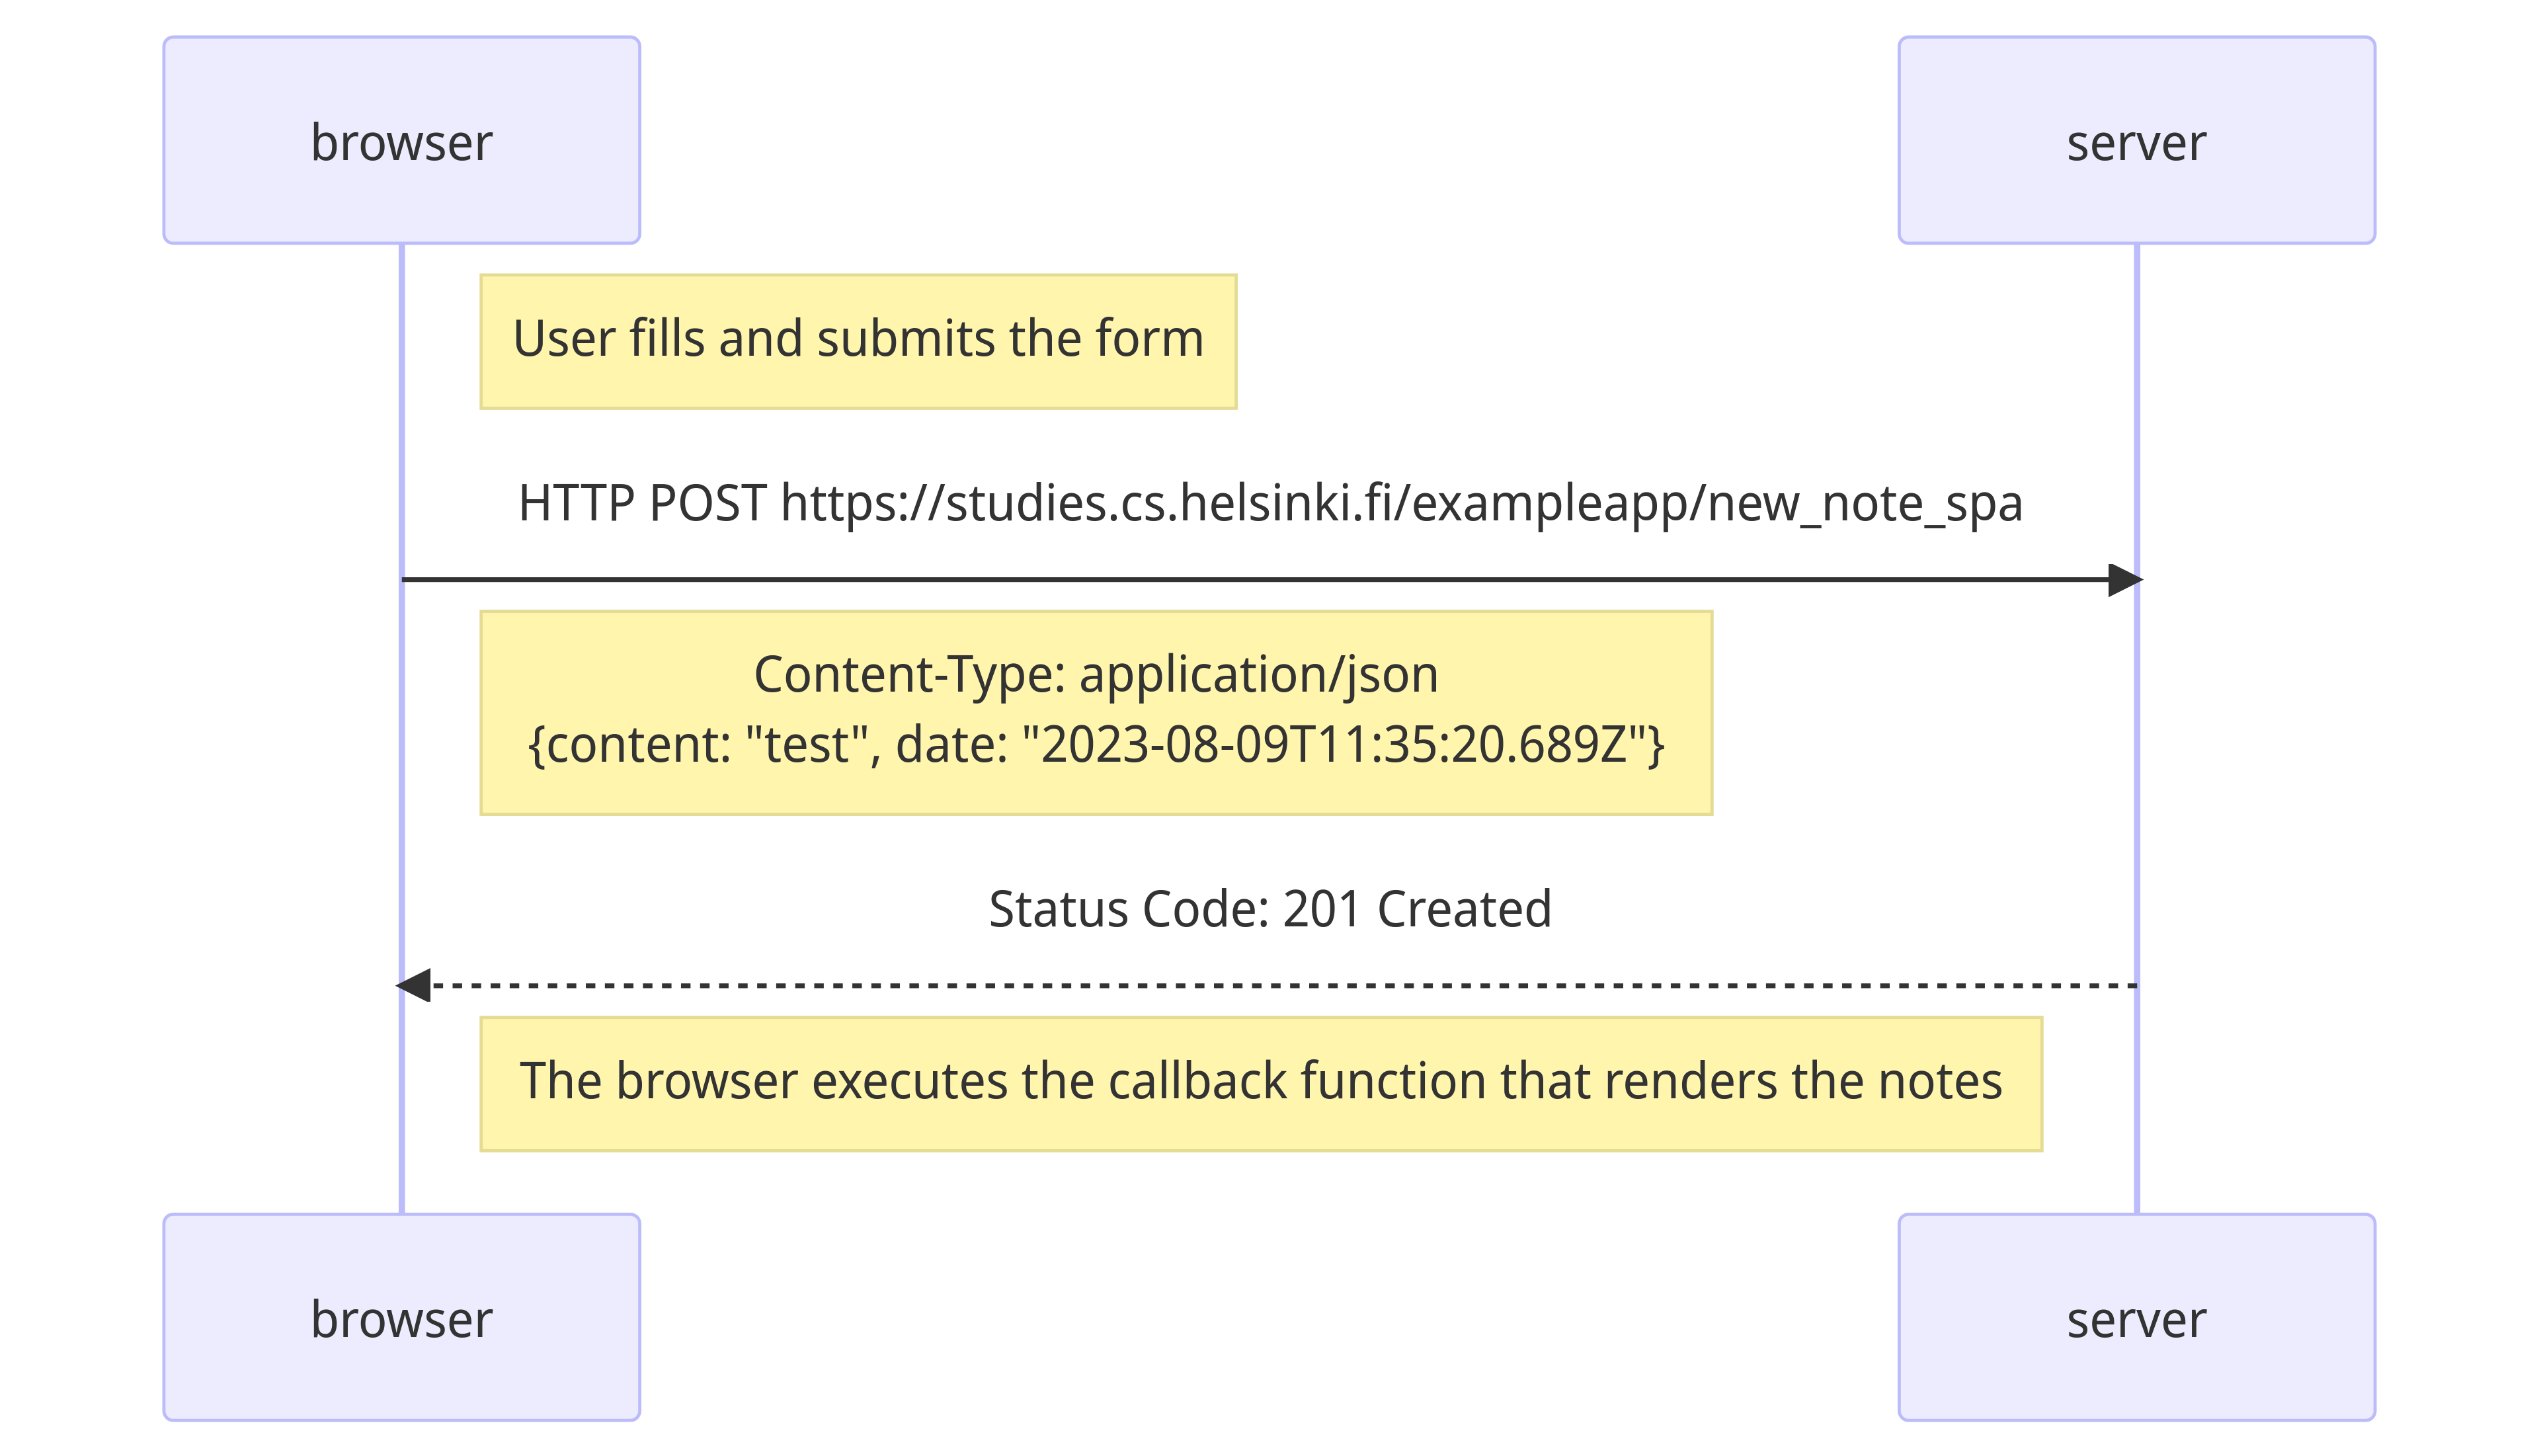 browser
server
User fills and submits the form
HTTP POST https://studies.cs.helsinki.fi/exampleapp/new_note_spa
Content-Type: application/json
{content: "test", date: "2023-08-09T11:35:20.689Z"}
Status Code: 201 Created
The browser executes the callback function that renders the notes
browser
server